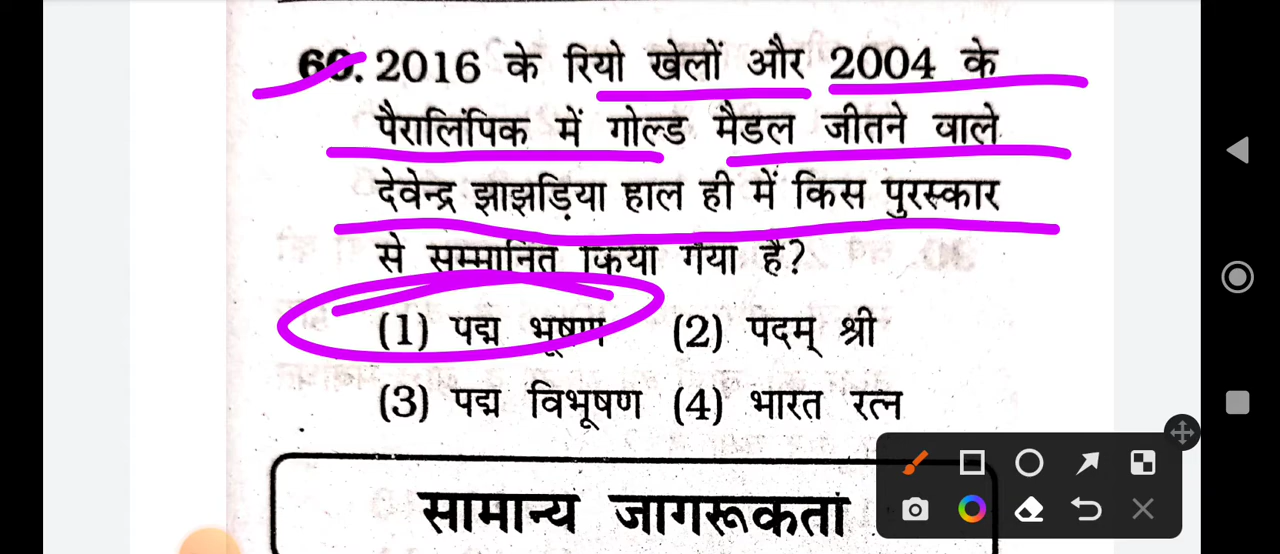 60. 2016 के रियो खेलों और 2004 के
पैरालिंपिक में गोल्ड मैडल जीतने वाले
देवेन्द्र झाझड़िया हाल ही में किस पुरस्कार
से सम्मानित किया गया है?
(1) पद्म भूषण (2) पदम् श्री
(3) पद्म विभूषण (4) भारत रत्न
सामान्य जागरूकता